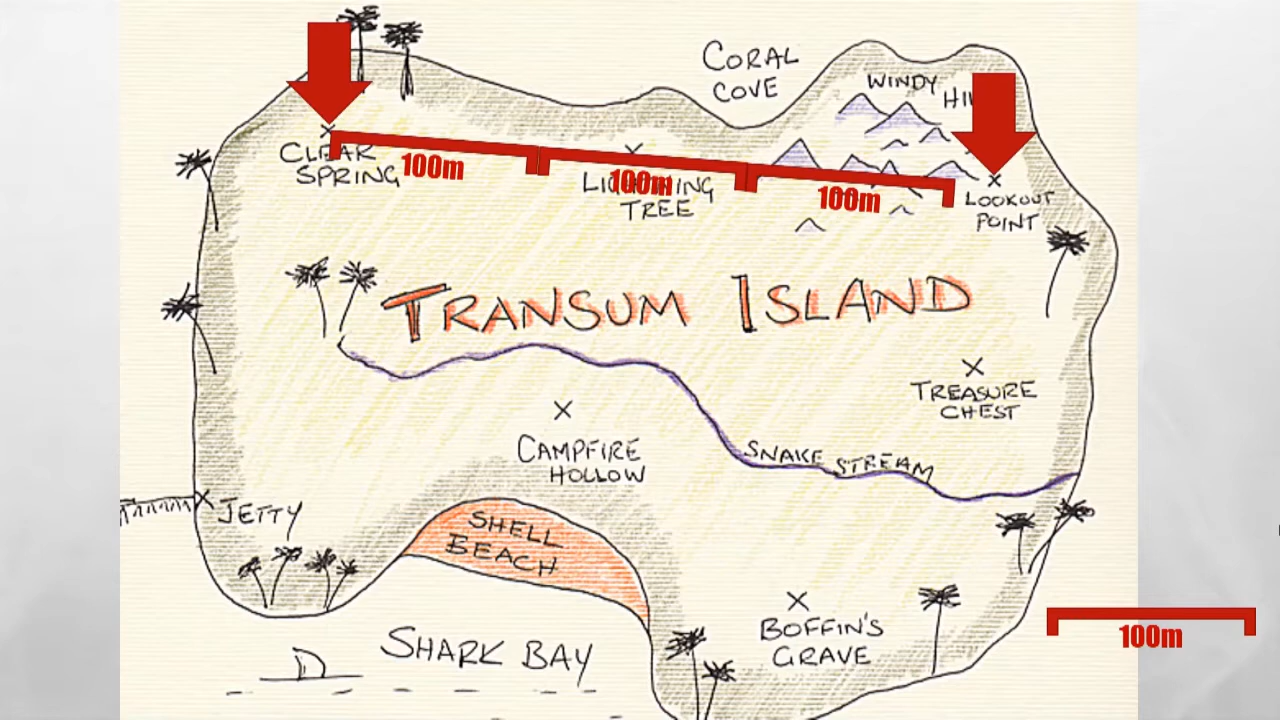 CORAL
COVE
WINDY
CLEAR
SPRING
100m
100m
TREE
100m
LOOKOUT
POINT
TRANSUM ISLAND
TREASURE
CHEST
CAMPFIRE
HOLLOW
SNAKE STREAM
JETTY
SHELL
BEACH
BOFFIN'S
GRAVE
SHARK BAY
100m